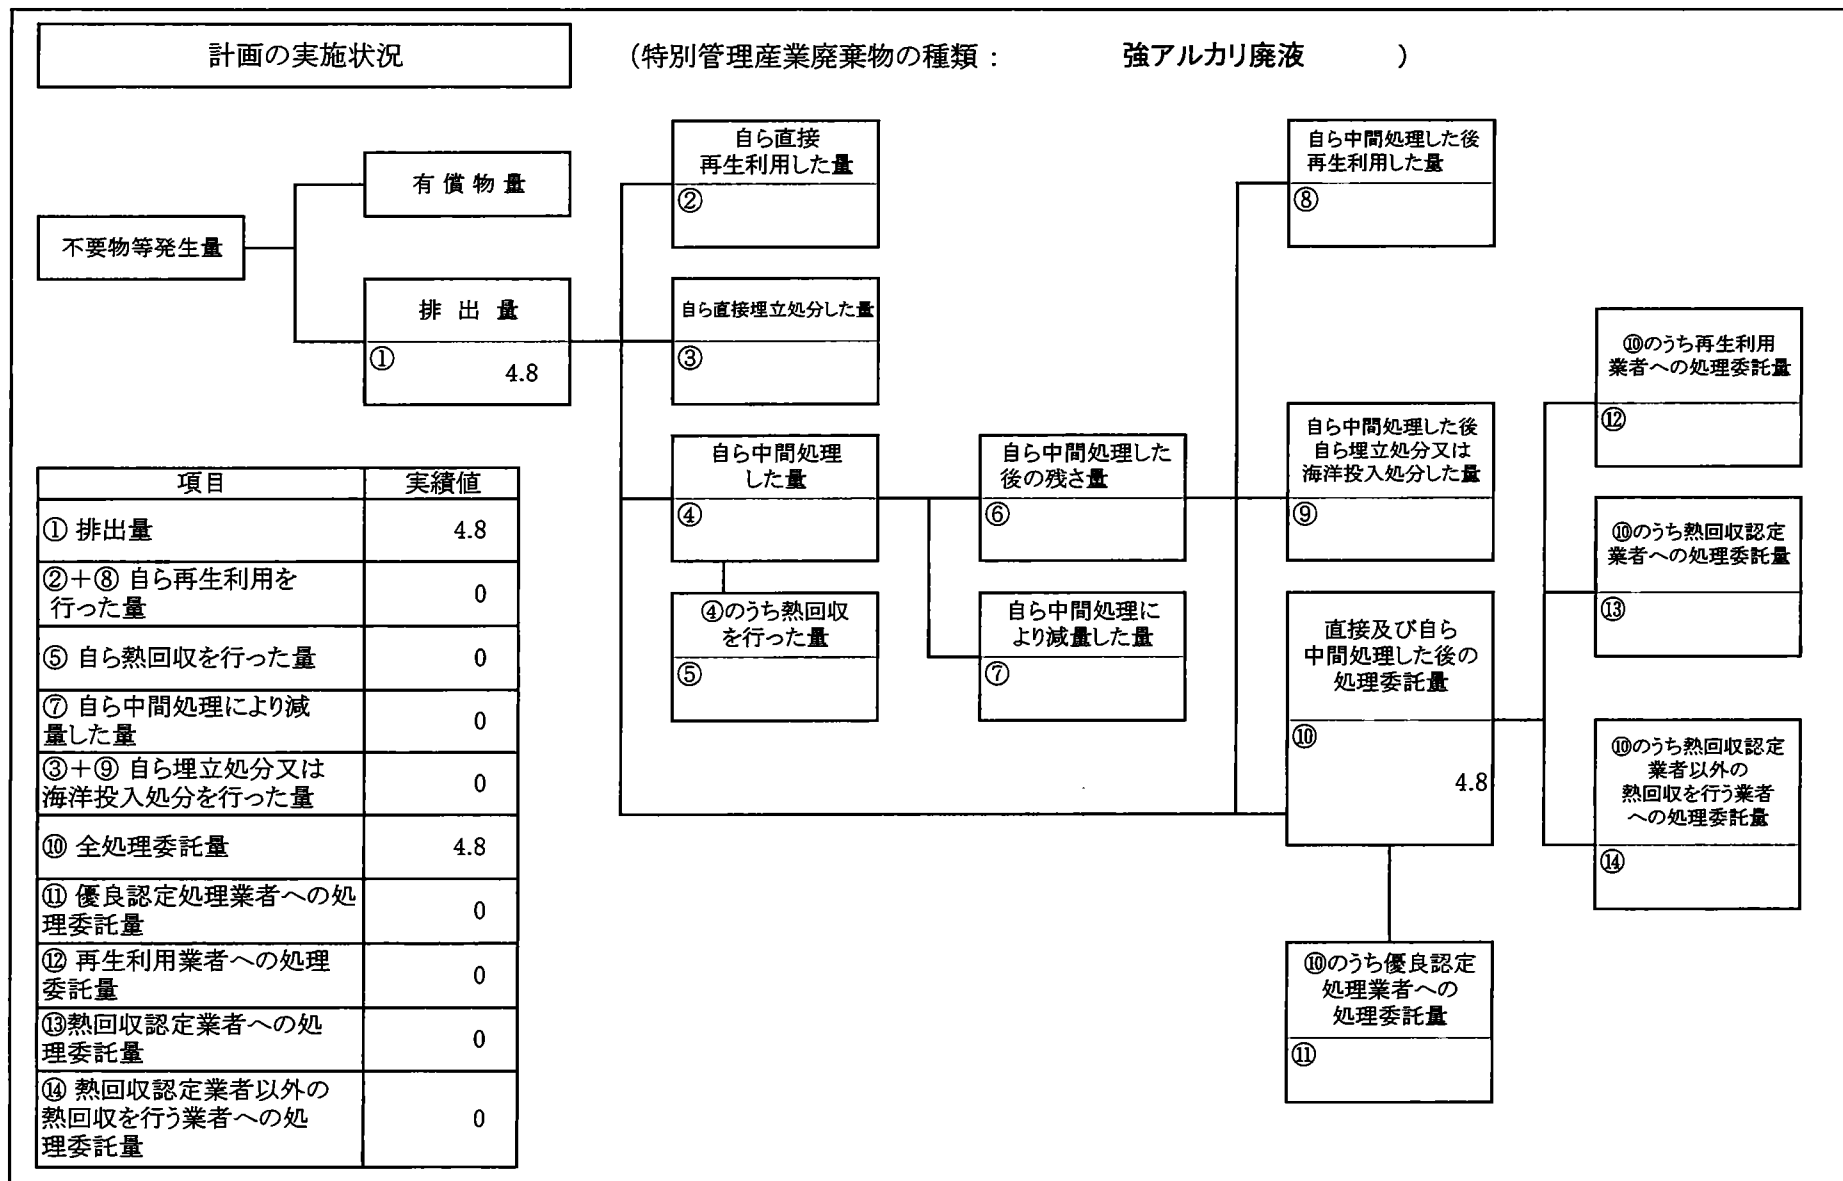 計画の実施状況
(特別管理産業廃棄物の種類: 強アルカリ廃液 )
不要物等発生量
有償物量
排出量
①
4.8
自ら直接
再生利用した量
②
自ら直接埋立処分した量
③
自ら中間処理
した量
④
④のうち熱回収
を行った量
⑤
自ら中間処理した
後の残さ量
⑥
自ら中間処理に
より減量した量
⑦
自ら中間処理した後
再生利用した量
⑧
自ら中間処理した後
自ら埋立処分又は
海洋投入処分した量
⑨
直接及び自ら
中間処理した後の
処理委託量
⑩
4.8
⑩のうち優良認定
処理業者への
処理委託量
⑪
⑩のうち再生利用
業者への処理委託量
⑫
⑩のうち熱回収認定
業者への処理委託量
⑬
⑩のうち熱回収認定
業者以外の
熱回収を行う業者
への処理委託量
⑭
項目 実績値
① 排出量 4.8
②+⑧ 自ら再生利用を
行った量 0
⑤ 自ら熱回収を行った量 0
⑦ 自ら中間処理により減
量した量 0
③+⑨ 自ら埋立処分又は
海洋投入処分を行った量 0
⑩ 全処理委託量 4.8
⑪ 優良認定処理業者への処
理委託量 0
⑫ 再生利用業者への処理
委託量 0
⑬熱回収認定業者への処
理委託量 0
⑭ 熱回収認定業者以外の
熱回収を行う業者への処
理委託量 0